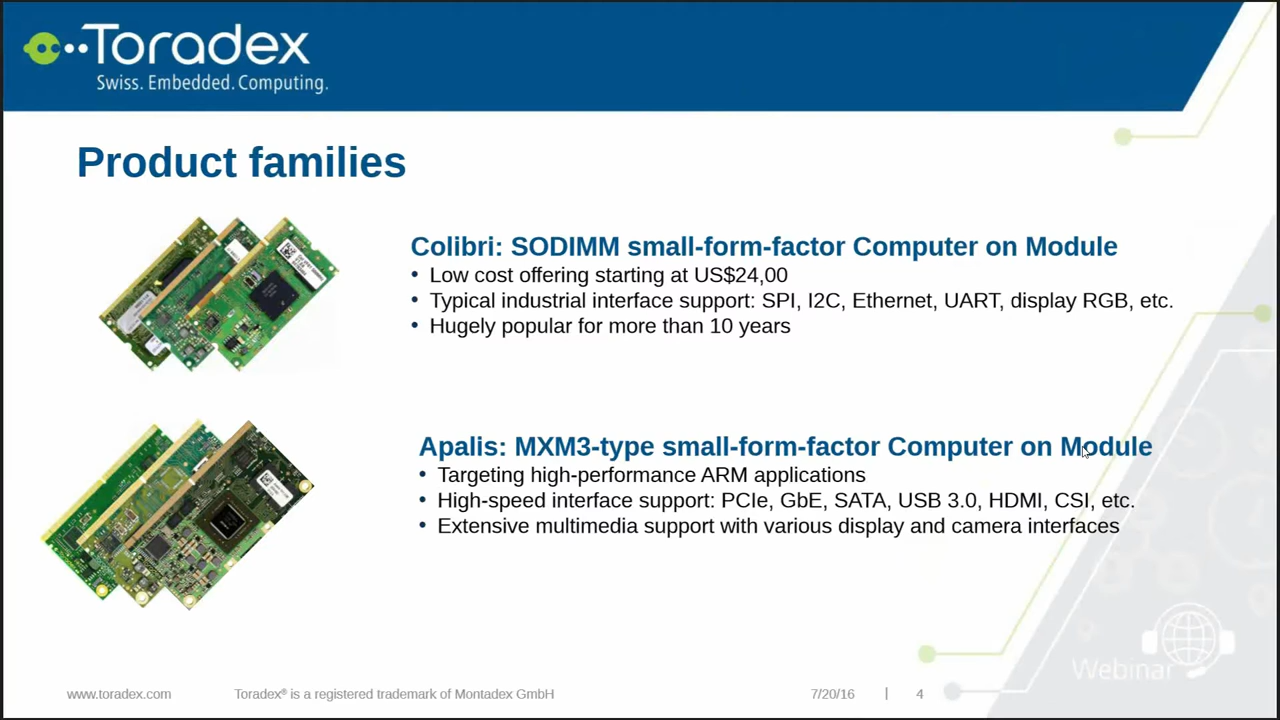 Toradex
Swiss. Embedded. Computing.
Product families
Colibri: SODIMM small-form-factor Computer on Module
• Low cost offering starting at US$24,00
• Typical industrial interface support: SPI, I2C, Ethernet, UART, display RGB, etc.
• Hugely popular for more than 10 years
Apalis: MXM3-type small-form-factor Computer on Module
• Targeting high-performance ARM applications
• High-speed interface support: PCIe, GbE, SATA, USB 3.0, HDMI, CSI, etc.
• Extensive multimedia support with various display and camera interfaces
Webinar
www.toradex.com Toradex® is a registered trademark of Montadex GmbH 7/20/16 | 4